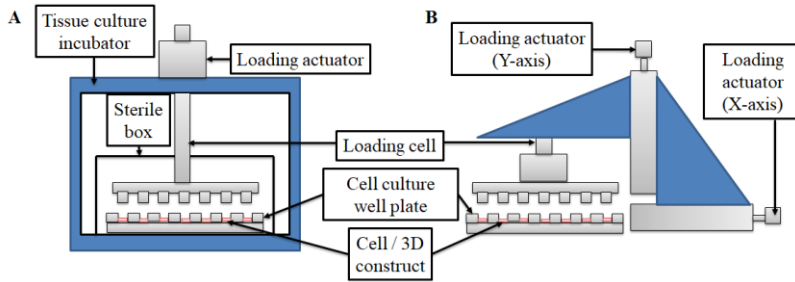 A
Tissue culture
incubator
Loading actuator
Sterile
box
Loading cell
Cell culture
well plate
Cell / 3D
construct
B
Loading actuator
(Y-axis)
Loading
actuator
(X-axis)